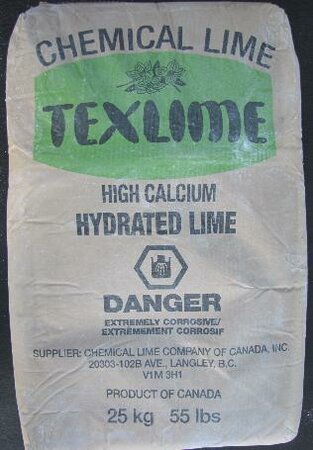 CHEMICAL LIME
TEXLIME
HIGH CALCIUM
HYDRATED LIME
DANGER
EXTREMELY CORROSIVE/
EXTRÊMEMENT CORROSIF
SUPPLIER: CHEMICAL LIME COMPANY OF CANADA, INC.
20303-102B AVE., LANGLEY, B.C.
V1M 3H1
PRODUCT OF CANADA
25 kg 55 lbs